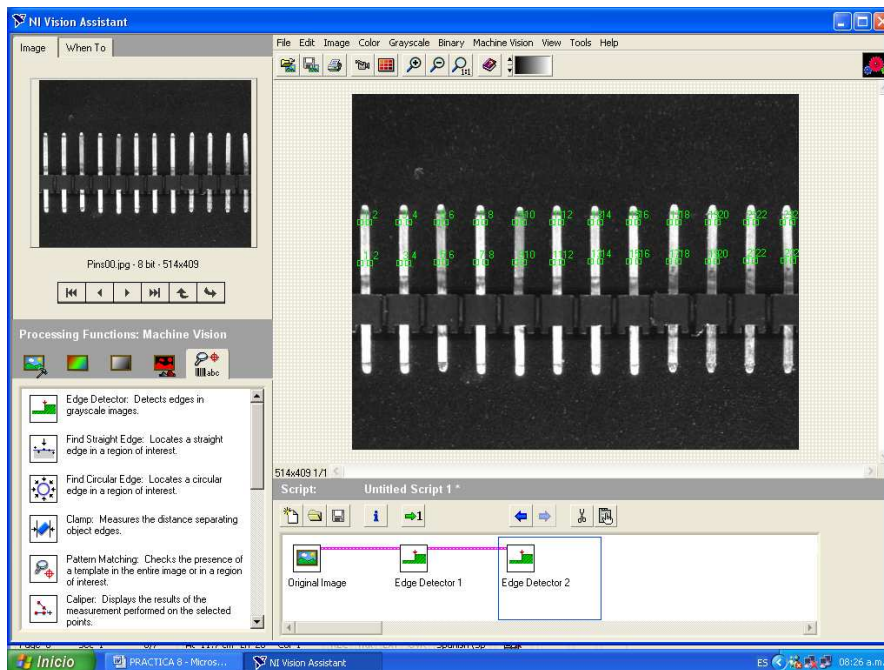 NI Vision Assistant
Image
When To
Pins00.jpg - 8 bit - 514x409
Processing Functions: Machine Vision
abc
Edge Detector: Detects edges in
grayscale images.
Find Straight Edge: Locates a straight
edge in a region of interest.
Find Circular Edge: Locates a circular
edge in a region of interest.
Clamp: Measures the distance separating
object edges.
Pattern Matching: Checks the presence of
a template in the entire image or in a region
of interest.
Caliper: Displays the results of the
measurement performed on the selected
points.
File Edit Image Color Grayscale Binary Machine Vision View Tools Help
1:1
514x409 1/1
Script: Untitled Script 1 *
1
Original Image
Edge Detector 1
Edge Detector 2
Inicio
PRACTICA 8 - Micros...
NI Vision Assistant
ES
08:26 a.m.